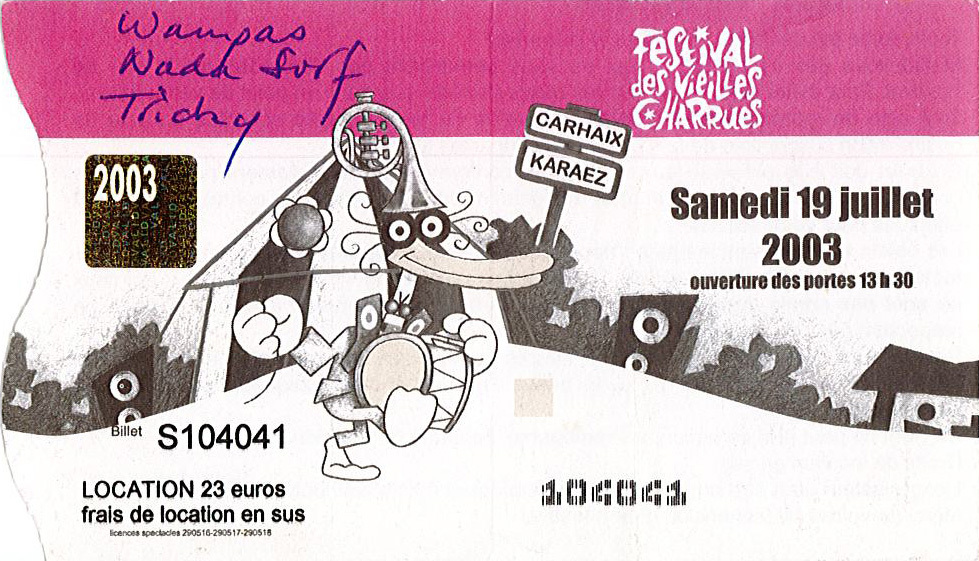 Wampas
Nada Surf
Tricky
FESTIVAL
des VIEILLES
CHARRUES
CARHAIX
KARAEZ
2003
Samedi 19 juillet
2003
ouverture des portes 13 h 30
Billet S104041
LOCATION 23 euros
frais de location en sus
licences spectacles 290516-290517-290518
104041